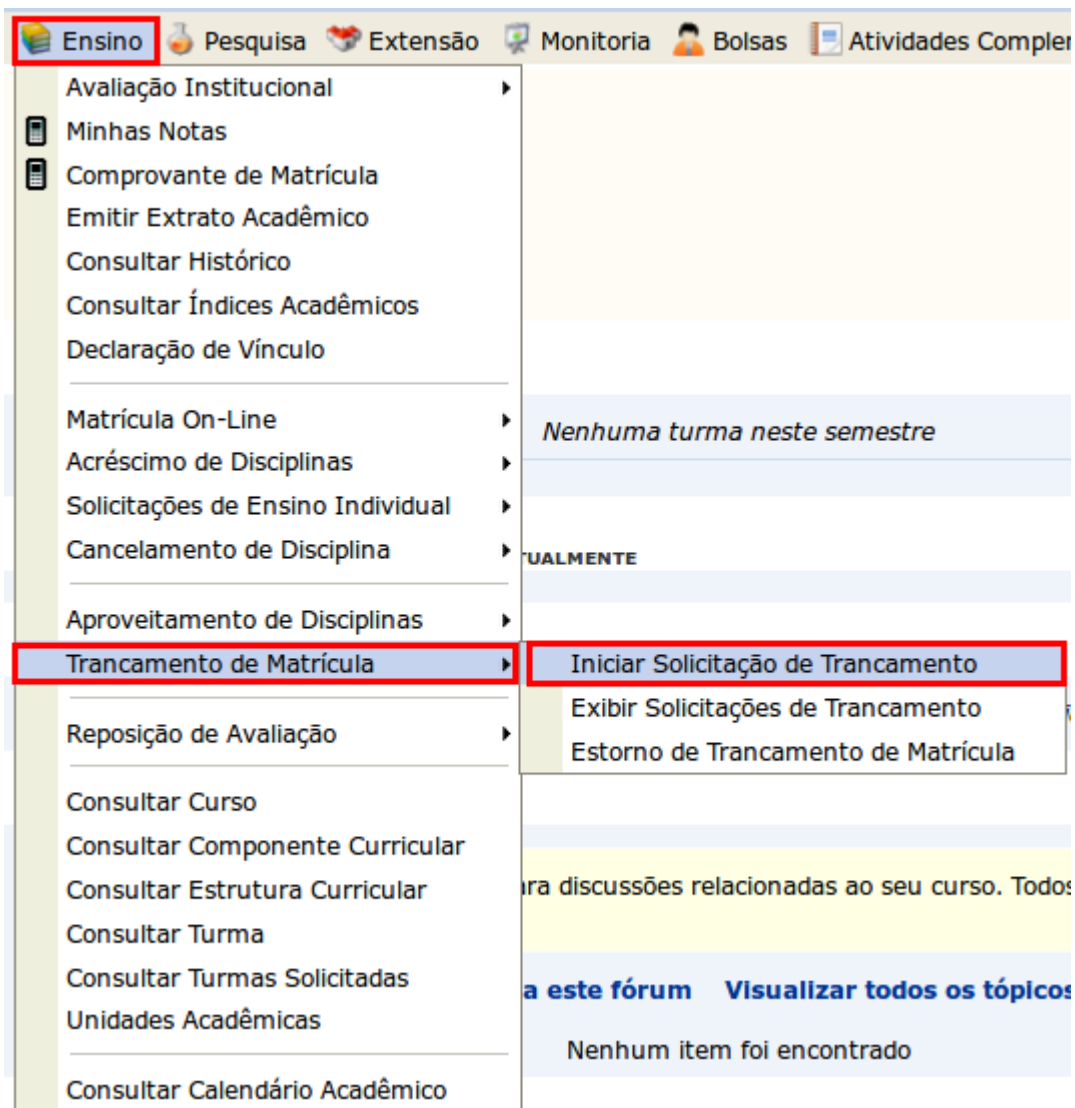 Ensino Pesquisa Extensão Monitoria Bolsas Atividades Compler
Avaliação Institucional
Minhas Notas
Comprovante de Matrícula
Emitir Extrato Acadêmico
Consultar Histórico
Consultar Índices Acadêmicos
Declaração de Vínculo
Matrícula On-Line
Nenhuma turma neste semestre
Acréscimo de Disciplinas
Solicitações de Ensino Individual
Cancelamento de Disciplina
TUALMENTE
Aproveitamento de Disciplinas
Trancamento de Matrícula
Iniciar Solicitação de Trancamento
Exibir Solicitações de Trancamento
Estorno de Trancamento de Matrícula
Reposição de Avaliação
Consultar Curso
Consultar Componente Curricular
Consultar Estrutura Curricular
ara discussões relacionadas ao seu curso. Todos
Consultar Turma
Consultar Turmas Solicitadas
a este fórum Visualizar todos os tópicos
Unidades Acadêmicas
Nenhum item foi encontrado
Consultar Calendário Acadêmico